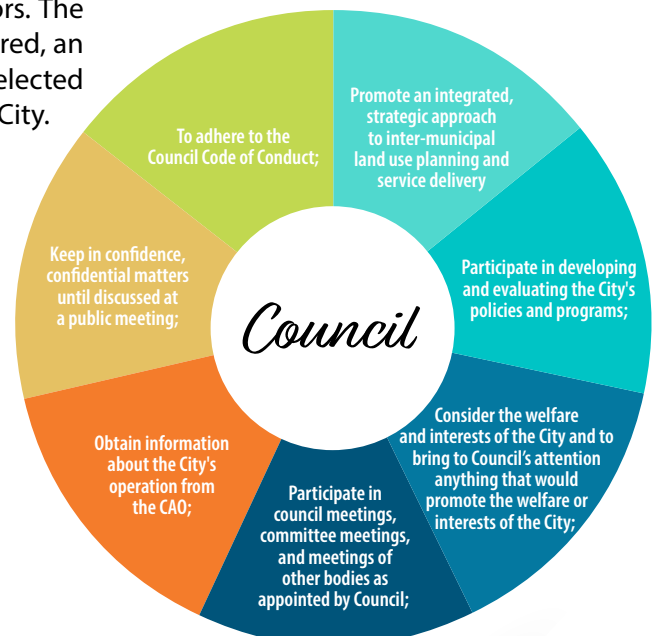 ors. The
red, an
elected
City.
Promote an integrated,
strategic approach
to inter-municipal
land use planning and
service delivery
Participate in developing
and evaluating the City's
policies and programs;
Consider the welfare
and interests of the City and to
bring to Council's attention
anything that would
promote the welfare or
interests of the City;
Participate in
council meetings,
committee meetings,
and meetings of
other bodies as
appointed by Council;
Obtain information
about the City's
operation from
the CAO;
Keep in confidence,
confidential matters
until discussed at
a public meeting;
To adhere to the
Council Code of Conduct;
Council